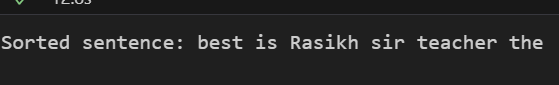 Sorted sentence: best is Rasikh sir teacher the